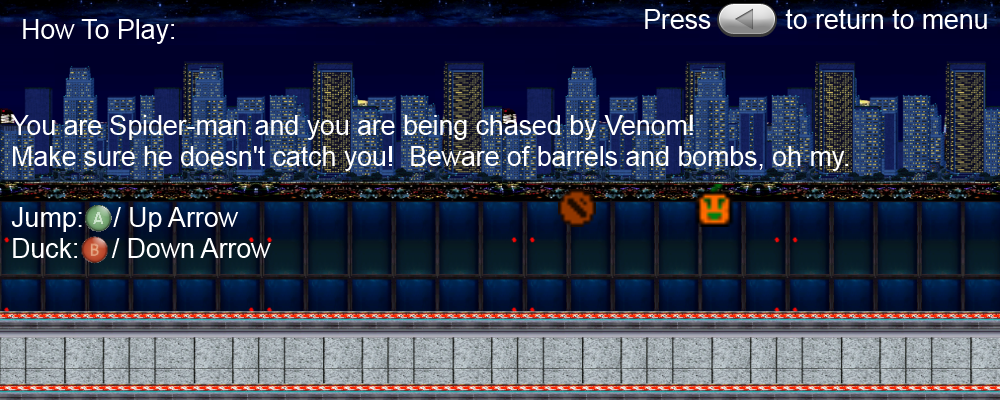 How To Play:
Press ◀ to return to menu
You are Spider-man and you are being chased by Venom!
Make sure he doesn't catch you!  Beware of barrels and bombs, oh my.
Jump: A / Up Arrow
Duck: B / Down Arrow